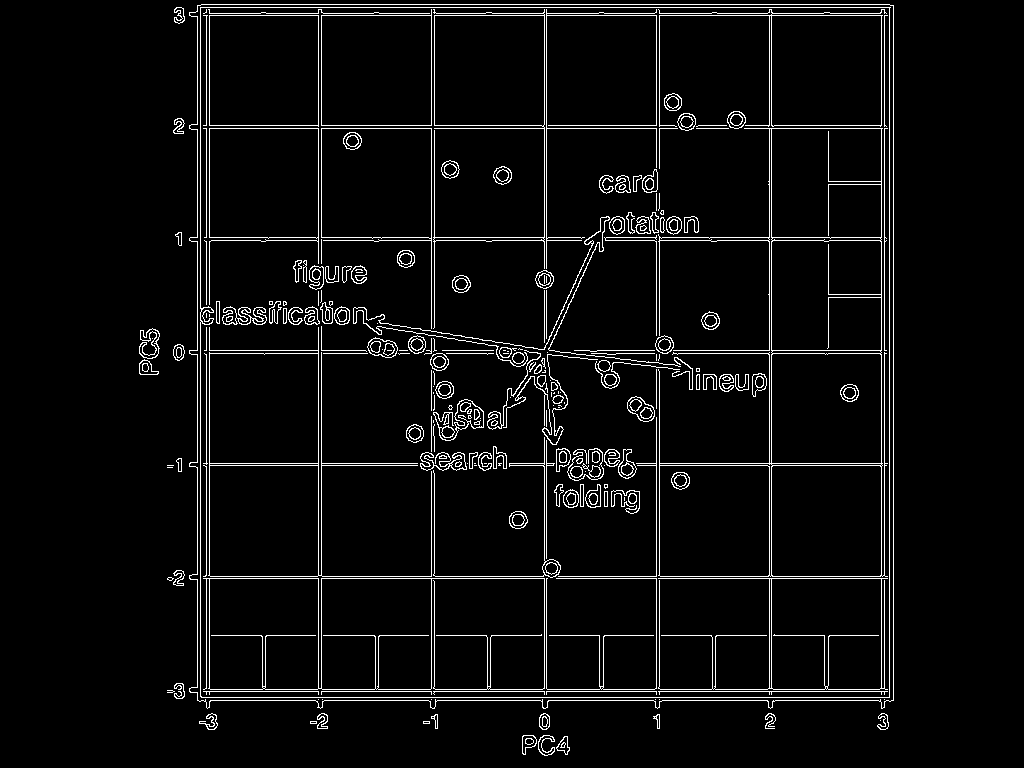 3
2
card
rotation
1
figure
classification
PC5
0
lineup
visual
search
paper
folding
-1
-2
-3
-3 -2 -1 0 1 2 3
PC4